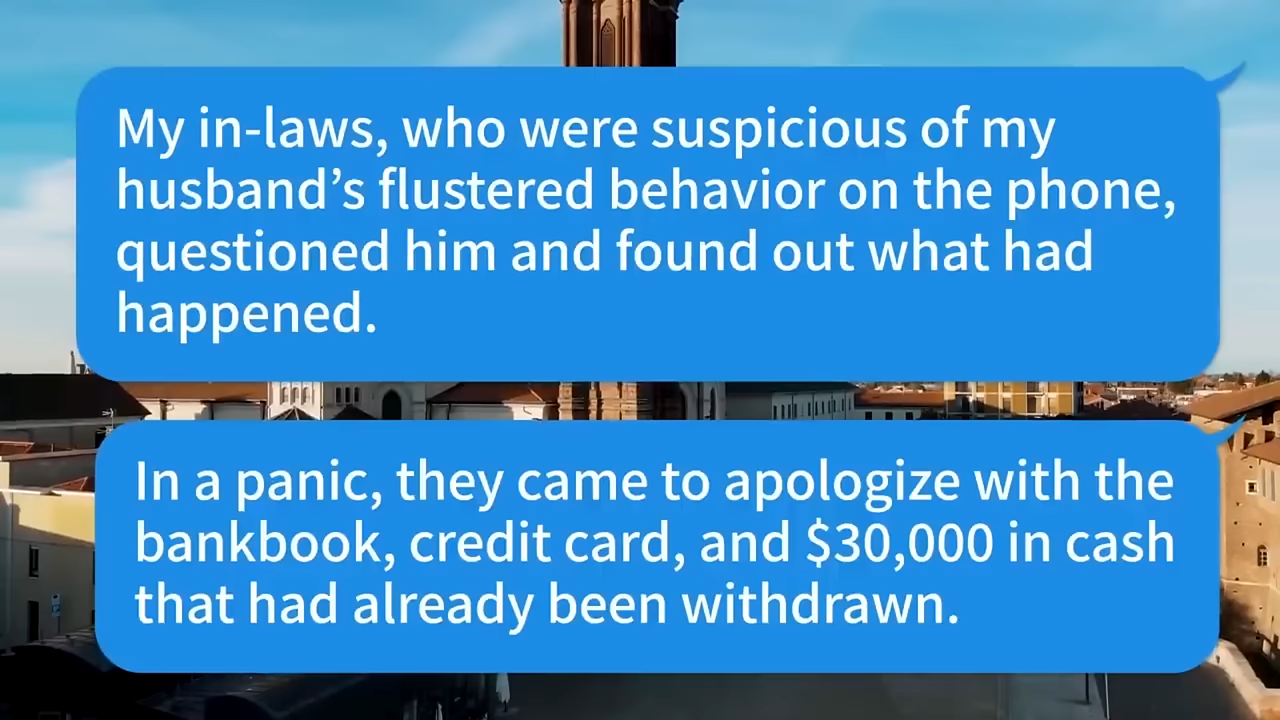 My in-laws, who were suspicious of my
husband’s flustered behavior on the phone,
questioned him and found out what had
happened.
In a panic, they came to apologize with the
bankbook, credit card, and $30,000 in cash
that had already been withdrawn.